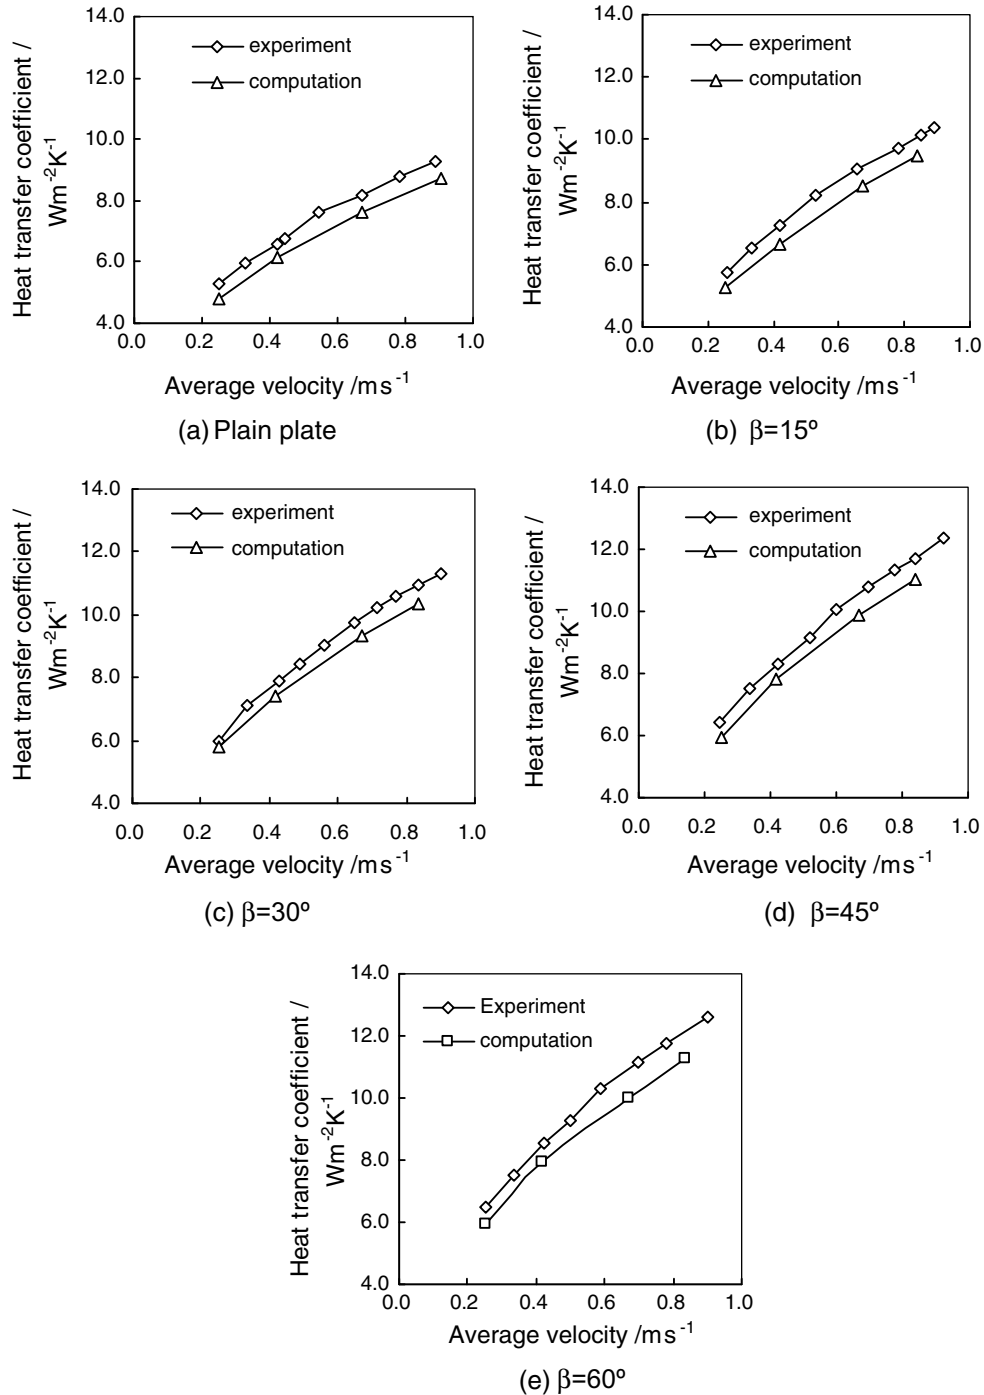 14.0
12.0
10.0
8.0
6.0
4.0
0.0 0.2 0.4 0.6 0.8 1.0
Heat transfer coefficient /
Wm-2K-1
experiment
computation
Average velocity /ms-1
(a) Plain plate
14.0
12.0
10.0
8.0
6.0
4.0
0.0 0.2 0.4 0.6 0.8 1.0
Heat transfer coefficient /
Wm-2K-1
experiment
computation
Average velocity /ms-1
(b) β=15º
14.0
12.0
10.0
8.0
6.0
4.0
0.0 0.2 0.4 0.6 0.8 1.0
Heat transfer coefficient /
Wm-2K-1
experiment
computation
Average velocity /ms-1
(c) β=30º
14.0
12.0
10.0
8.0
6.0
4.0
0.0 0.2 0.4 0.6 0.8 1.0
Heat transfer coefficient /
Wm-2K-1
experiment
computation
Average velocity /ms-1
(d) β=45º
14.0
12.0
10.0
8.0
6.0
4.0
0.0 0.2 0.4 0.6 0.8 1.0
Heat transfer coefficient /
Wm-2K-1
Experiment
computation
Average velocity /ms-1
(e) β=60º